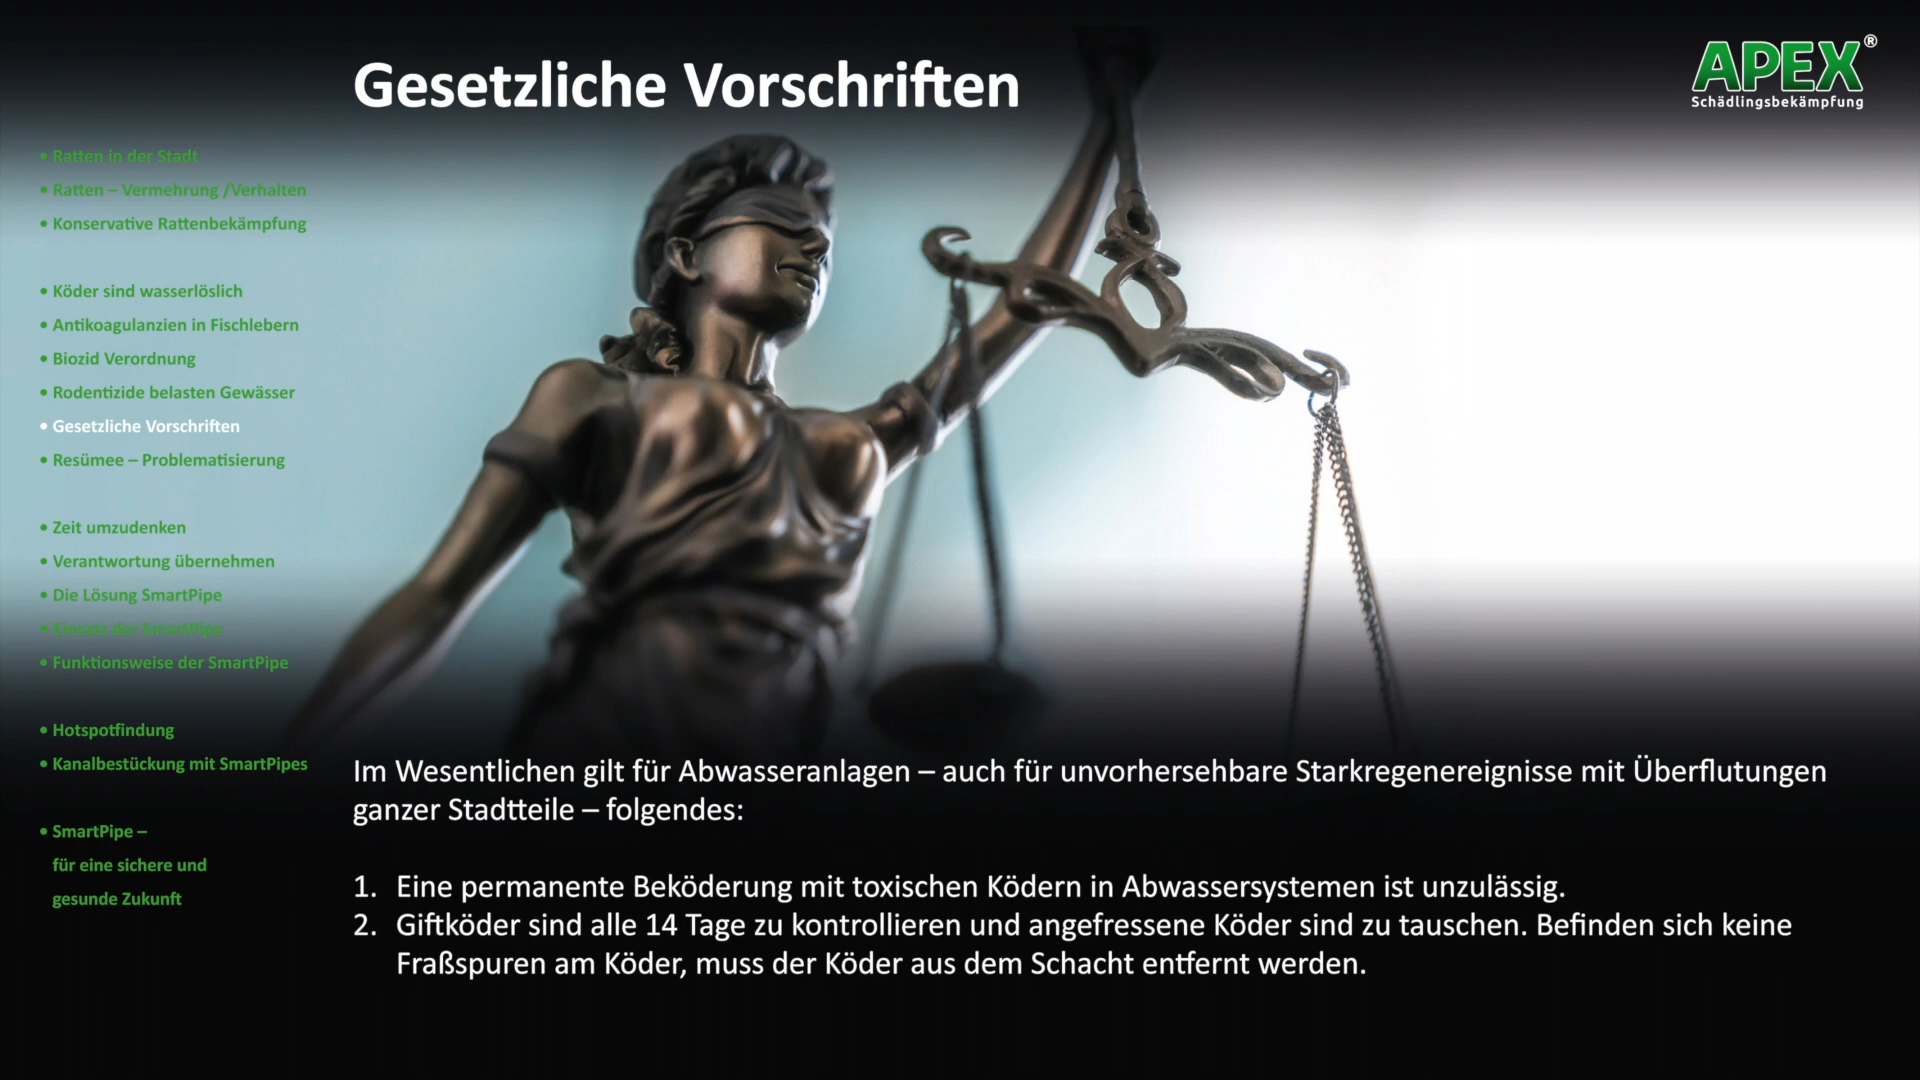 Gesetzliche Vorschriften
APEX®
Schädlingsbekämpfung
• Ratten in der Stadt
• Ratten – Vermehrung /Verhalten
• Konservative Rattenbekämpfung
• Köder sind wasserlöslich
• Antikoagulanzien in Fischlebern
• Biozid Verordnung
• Rodentizide belasten Gewässer
• Gesetzliche Vorschriften
• Resümee – Problematisierung
• Zeit umzudenken
• Verantwortung übernehmen
• Die Lösung SmartPipe
• Einsatz der SmartPipe
• Funktionsweise der SmartPipe
• Hotspotfindung
• Kanalbestückung mit SmartPipes
• SmartPipe –
für eine sichere und
gesunde Zukunft
Im Wesentlichen gilt für Abwasseranlagen – auch für unvorhersehbare Starkregenereignisse mit Überflutungen
ganzer Stadtteile – folgendes:
1. Eine permanente Beköderung mit toxischen Ködern in Abwassersystemen ist unzulässig.
2. Giftköder sind alle 14 Tage zu kontrollieren und angefressene Köder sind zu tauschen. Befinden sich keine
Fraßspuren am Köder, muss der Köder aus dem Schacht entfernt werden.